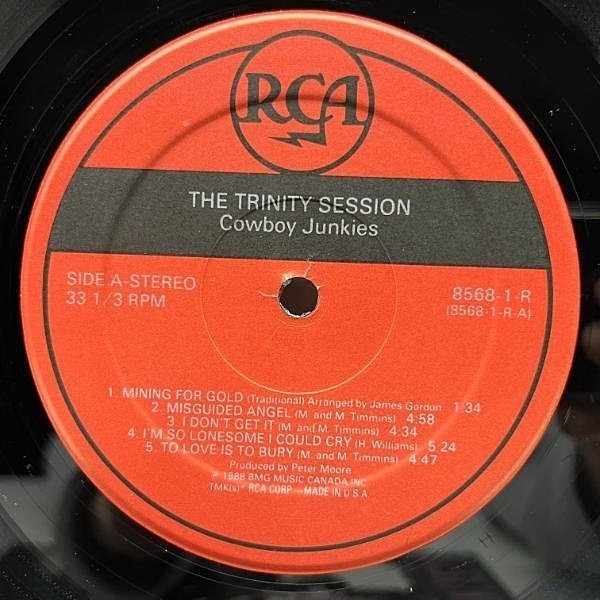 RCA
THE TRINITY SESSION
Cowboy Junkies
SIDE A-STEREO
33 1/3 RPM
8568-1-R
(8568-1-R-A)
1. MINING FOR GOLD (Traditional) Arranged by James Gordon 1:34
2. MISGUIDED ANGEL (M. and M. Timmins) 4:58
3. I DON'T GET IT (M. and M. Timmins) 4:34
4. I'M SO LONESOME I COULD CRY (H. Williams) 5:24
5. TO LOVE IS TO BURY (M. and M. Timmins) 4:47
Produced by Peter Moore
℗ 1988 BMG MUSIC CANADA INC
TMK(s) ® RCA CORP - MADE IN U.S.A